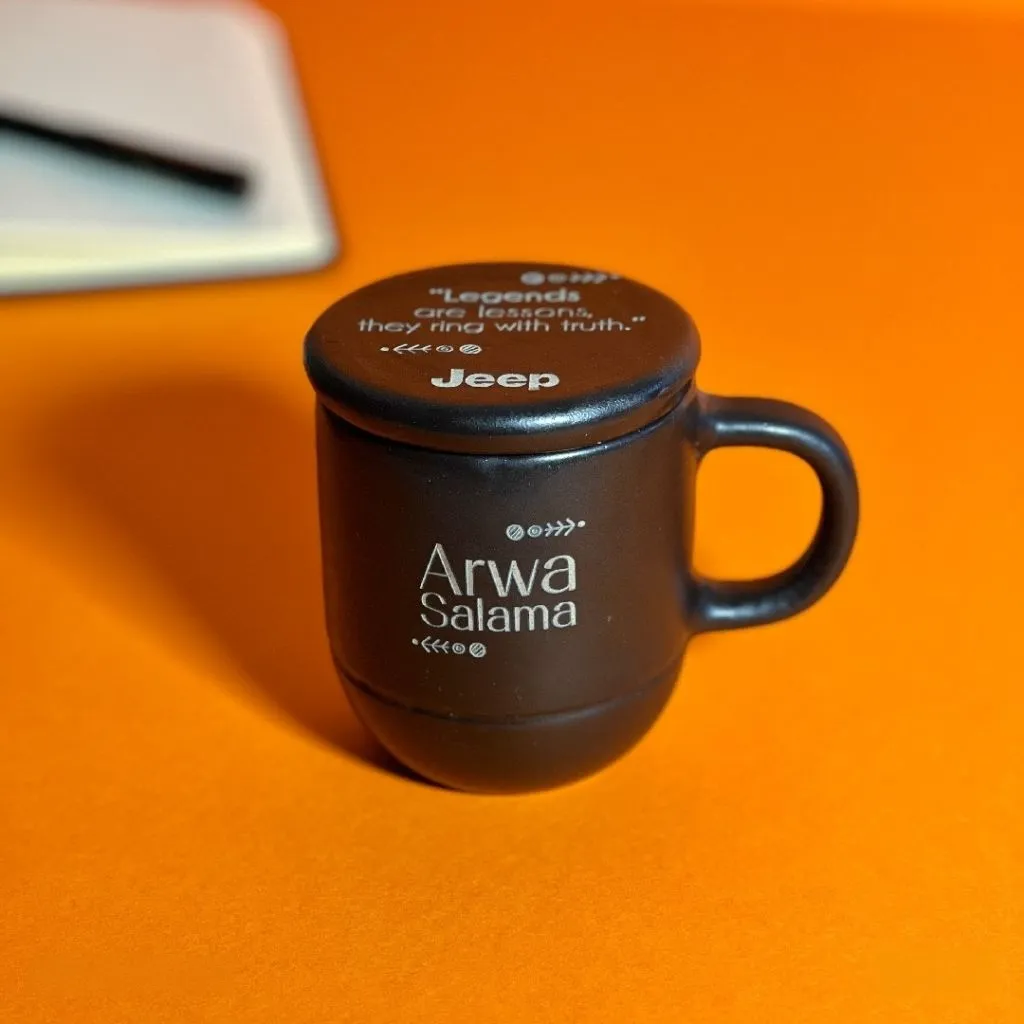 "Legends
are lessons,
they ring with truth."
Jeep
Arwa
Salama